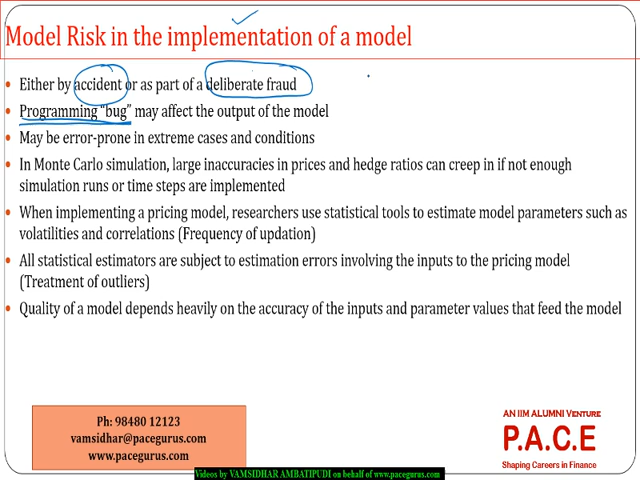 Model Risk in the implementation of a model
• Either by accident or as part of a deliberate fraud
• Programming "bug" may affect the output of the model
• May be error-prone in extreme cases and conditions
• In Monte Carlo simulation, large inaccuracies in prices and hedge ratios can creep in if not enough
simulation runs or time steps are implemented
• When implementing a pricing model, researchers use statistical tools to estimate model parameters such as
volatilities and correlations (Frequency of updation)
• All statistical estimators are subject to estimation errors involving the inputs to the pricing model
(Treatment of outliers)
• Quality of a model depends heavily on the accuracy of the inputs and parameter values that feed the model
Ph: 98480 12123
vamsidhar@pacegurus.com
www.pacegurus.com
AN IIM ALUMNI VENTURE
P.A.C.E
Shaping Careers in Finance
Videos by VAMSIDHAR AMBATIPUDI on behalf of www.pacegurus.com